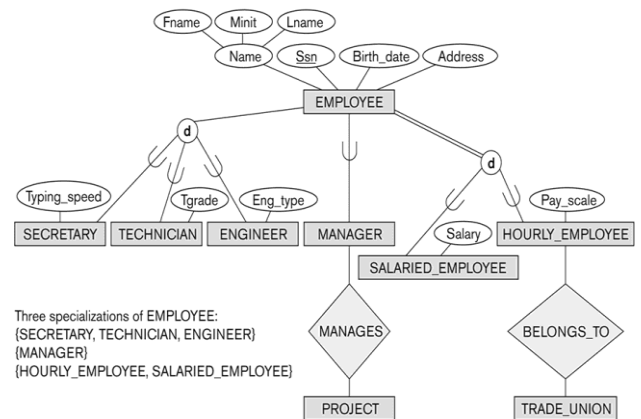 Fname
Minit
Lname
Name
Ssn
Birth_date
Address
EMPLOYEE
d
d
Typing_speed
Tgrade
Eng_type
Pay_scale
Salary
SECRETARY
TECHNICIAN
ENGINEER
MANAGER
HOURLY_EMPLOYEE
SALARIED_EMPLOYEE
Three specializations of EMPLOYEE:
{SECRETARY, TECHNICIAN, ENGINEER}
{MANAGER}
{HOURLY_EMPLOYEE, SALARIED_EMPLOYEE}
MANAGES
BELONGS_TO
PROJECT
TRADE_UNION